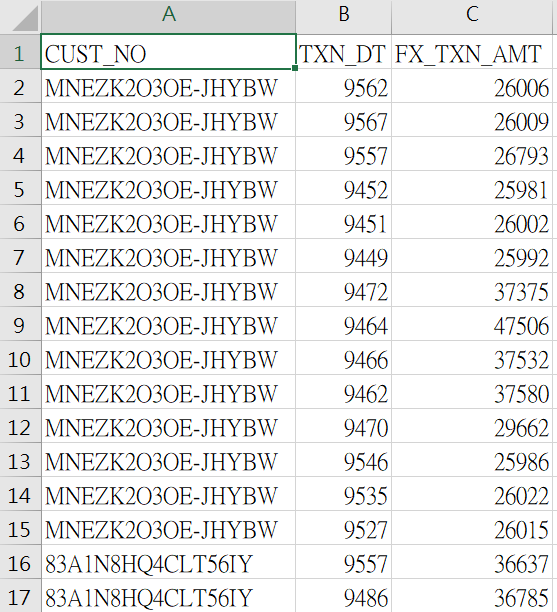 A B C
1 CUST_NO TXN_DT FX_TXN_AMT
2 MNEZK2O3OE-JHYBW 9562 26006
3 MNEZK2O3OE-JHYBW 9567 26009
4 MNEZK2O3OE-JHYBW 9557 26793
5 MNEZK2O3OE-JHYBW 9452 25981
6 MNEZK2O3OE-JHYBW 9451 26002
7 MNEZK2O3OE-JHYBW 9449 25992
8 MNEZK2O3OE-JHYBW 9472 37375
9 MNEZK2O3OE-JHYBW 9464 47506
10 MNEZK2O3OE-JHYBW 9466 37532
11 MNEZK2O3OE-JHYBW 9462 37580
12 MNEZK2O3OE-JHYBW 9470 29662
13 MNEZK2O3OE-JHYBW 9546 25986
14 MNEZK2O3OE-JHYBW 9535 26022
15 MNEZK2O3OE-JHYBW 9527 26015
16 83A1N8HQ4CLT56IY 9557 36637
17 83A1N8HQ4CLT56IY 9486 36785